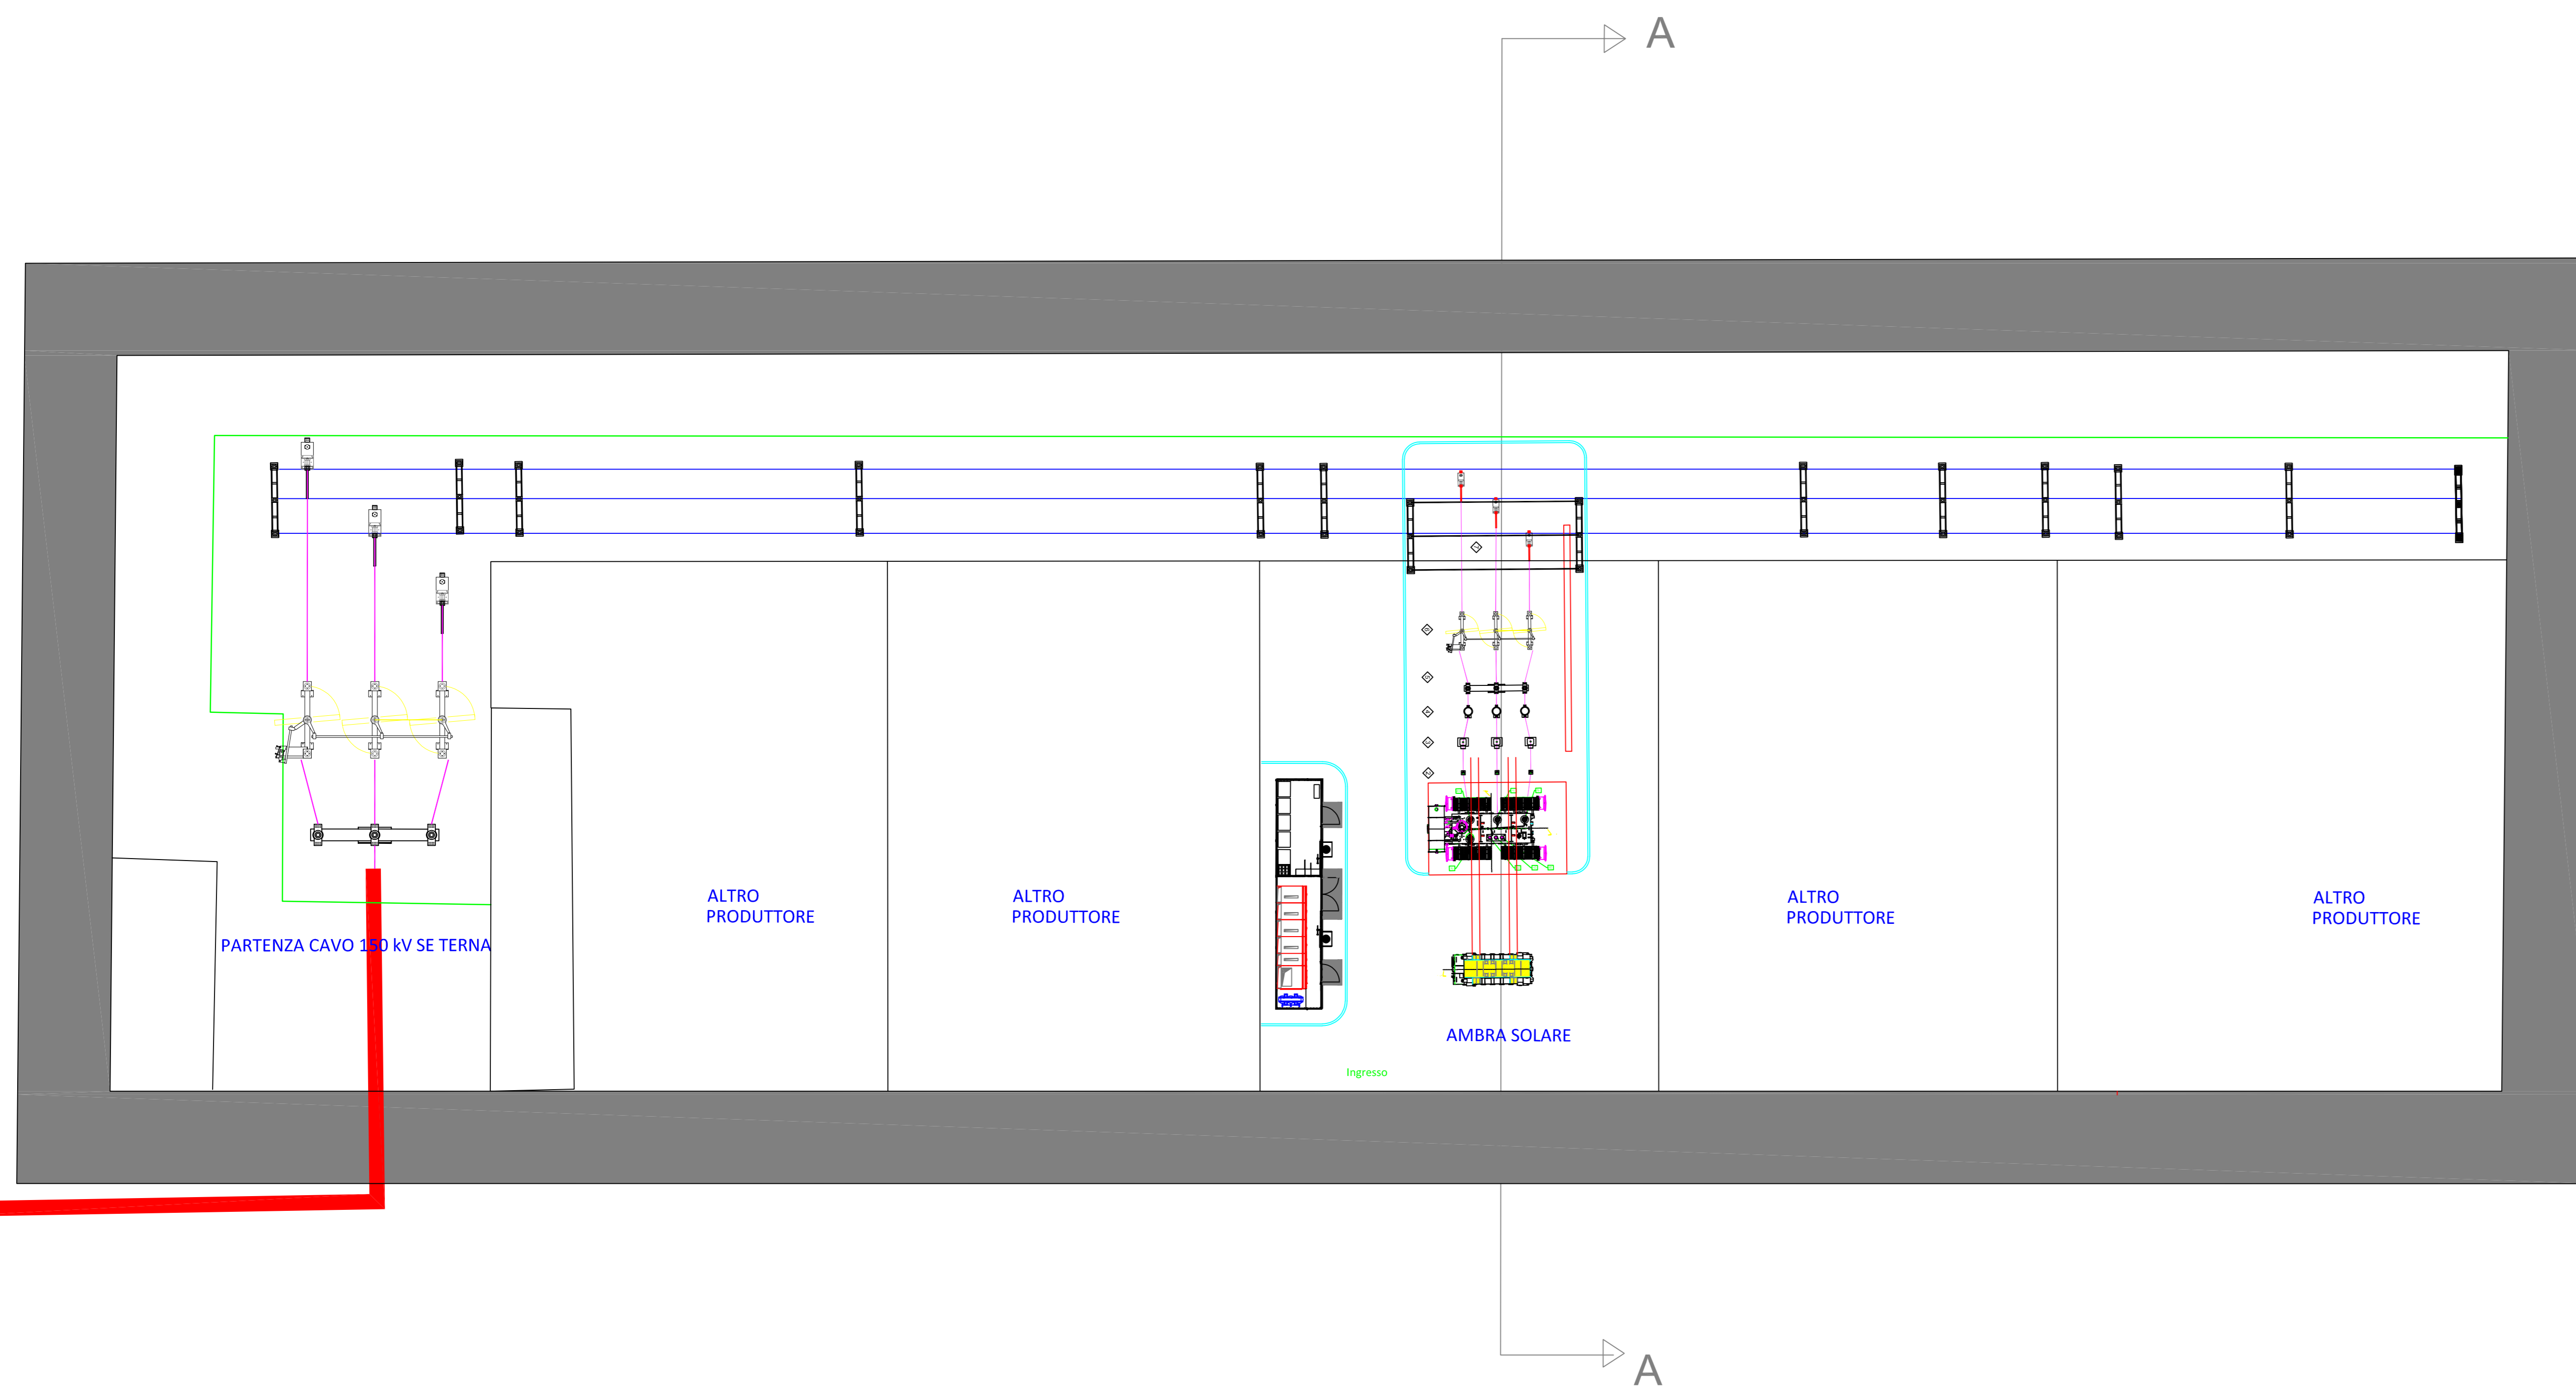 A
ALTRO
PRODUTTORE
ALTRO
PRODUTTORE
ALTRO
PRODUTTORE
ALTRO
PRODUTTORE
PARTENZA CAVO 150 kV SE TERNA
AMBRA SOLARE
Ingresso
A